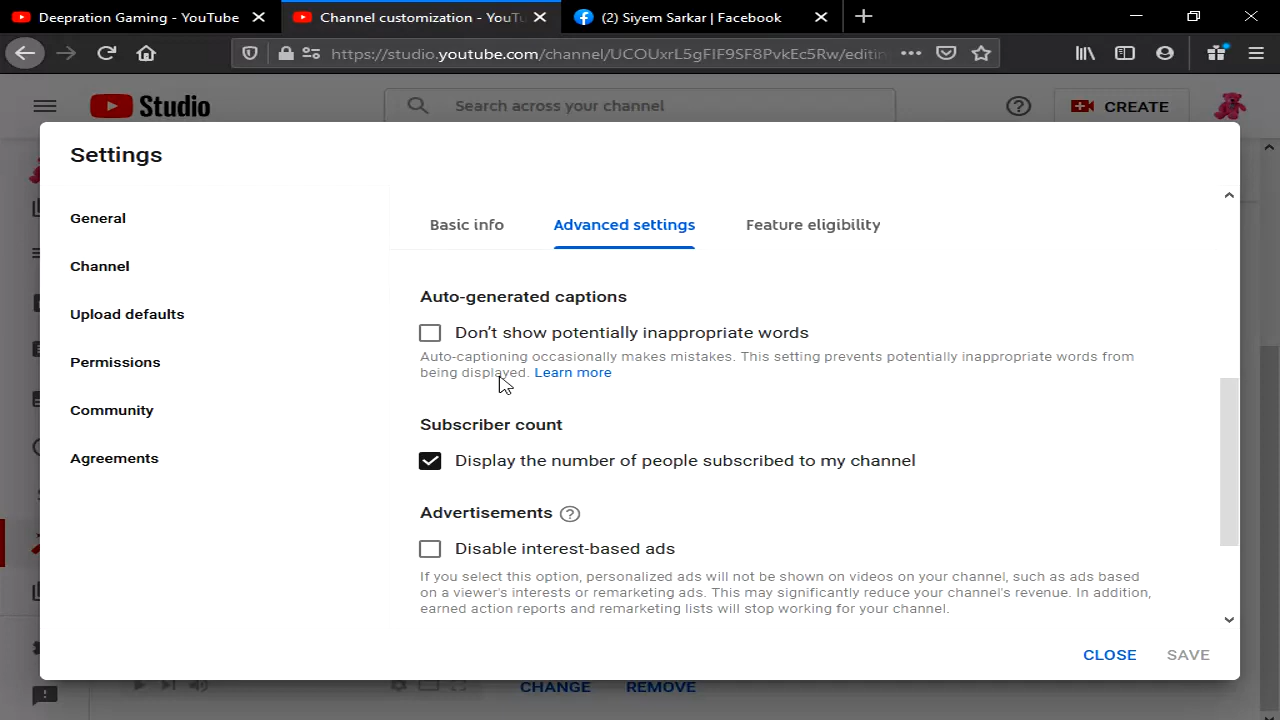 Deepration Gaming - YouTube
Channel customization - YouTu
(2) Siyem Sarkar | Facebook
https://studio.youtube.com/channel/UCOUxrL5gFIF9SF8PvkEc5Rw/editin
Studio
Search across your channel
CREATE
Settings
General
Channel
Upload defaults
Permissions
Community
Agreements
Basic info
Advanced settings
Feature eligibility
Auto-generated captions
Don't show potentially inappropriate words
Auto-captioning occasionally makes mistakes. This setting prevents potentially inappropriate words from
being displayed. Learn more
Subscriber count
Display the number of people subscribed to my channel
Advertisements
Disable interest-based ads
If you select this option, personalized ads will not be shown on videos on your channel, such as ads based
on a viewer's interests or remarketing ads. This may significantly reduce your channel's revenue. In addition,
earned action reports and remarketing lists will stop working for your channel.
CLOSE
SAVE
CHANGE
REMOVE